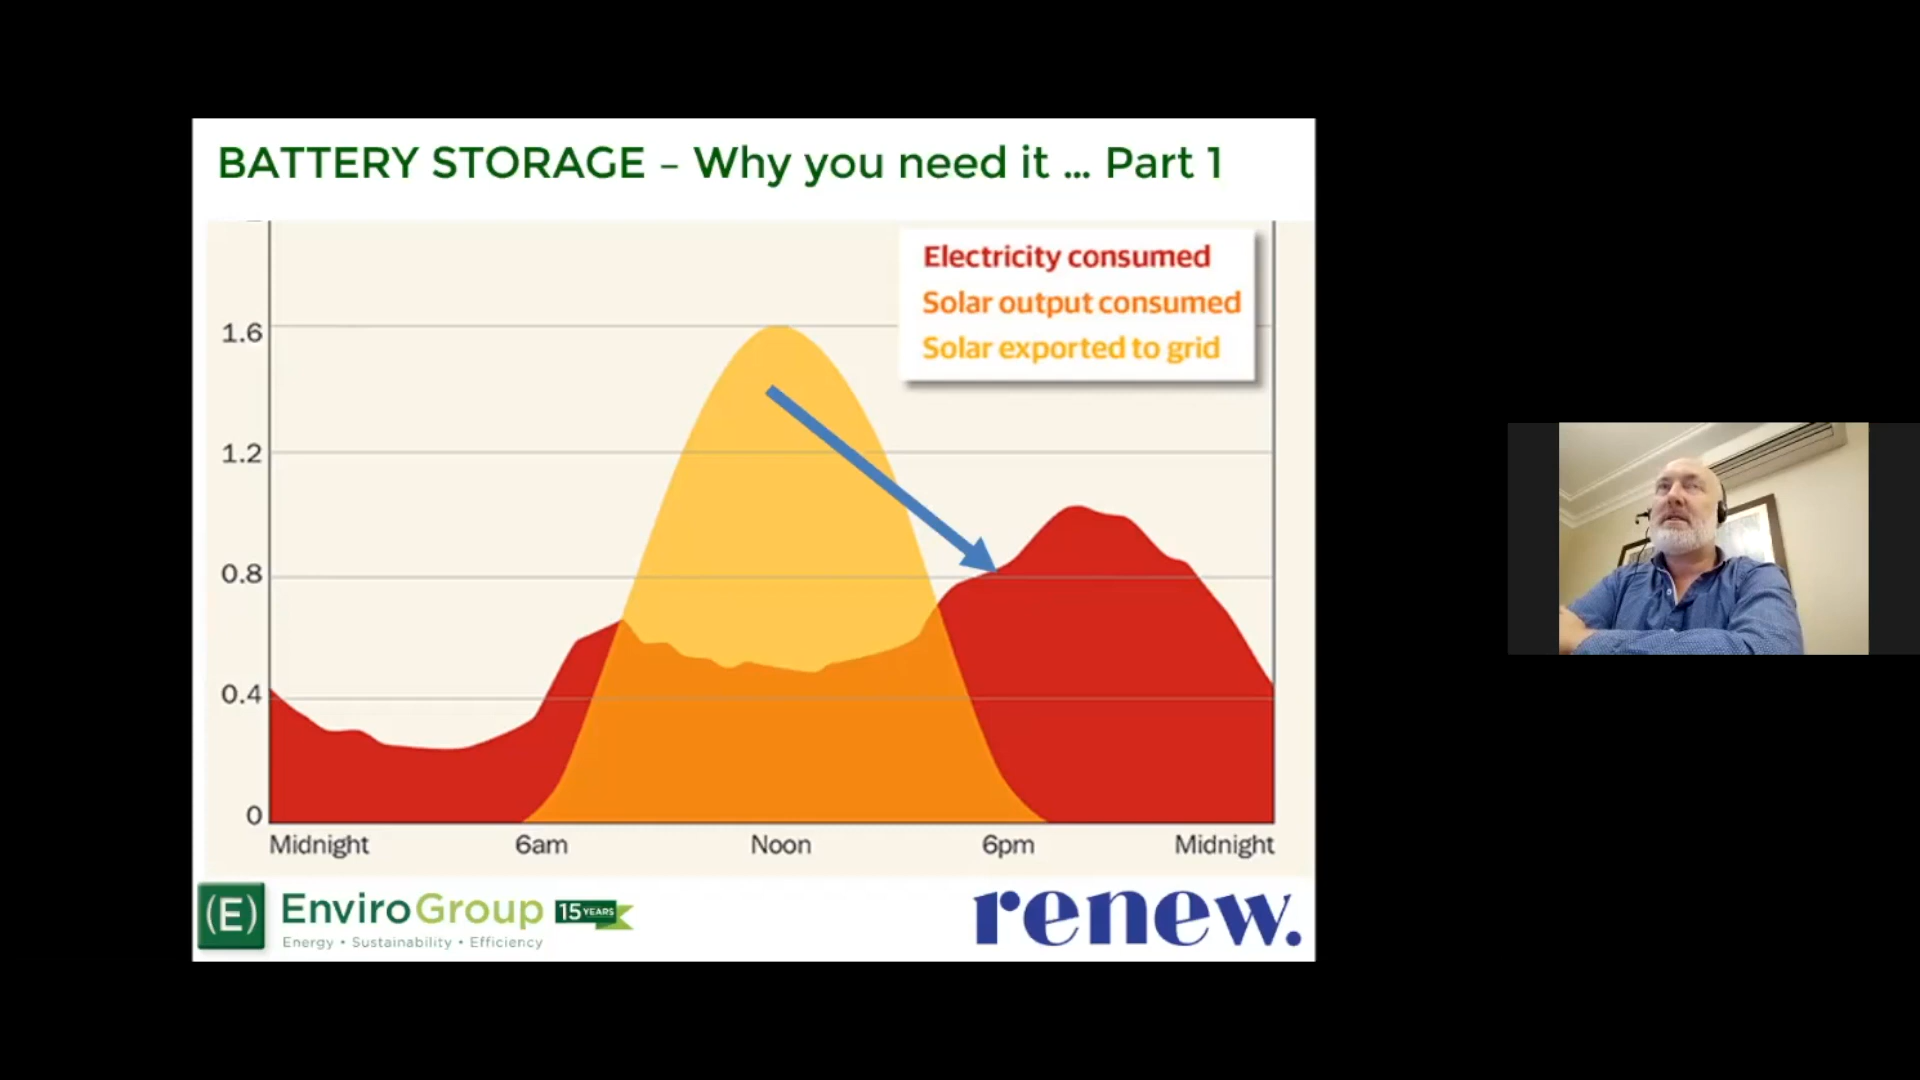 BATTERY STORAGE – Why you need it ... Part 1
Electricity consumed
Solar output consumed
Solar exported to grid
1.6
1.2
0.8
0.4
0
Midnight 6am Noon 6pm Midnight
(E) EnviroGroup 15 YEARS
Energy • Sustainability • Efficiency
renew.